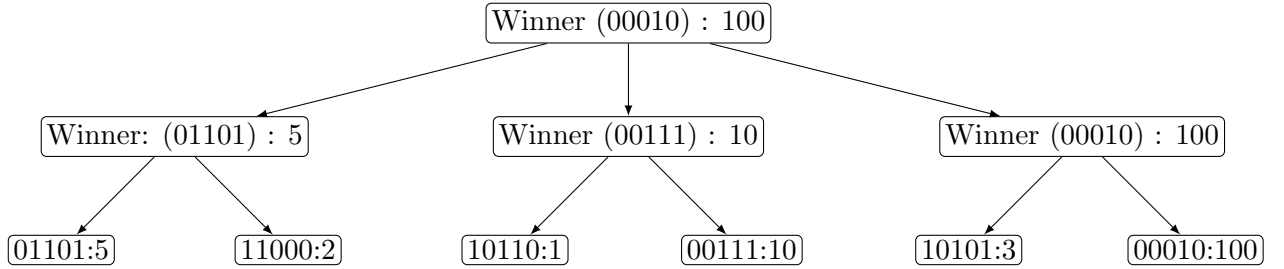 Winner (00010) : 100
Winner: (01101) : 5
Winner (00111) : 10
Winner (00010) : 100
01101:5
11000:2
10110:1
00111:10
10101:3
00010:100